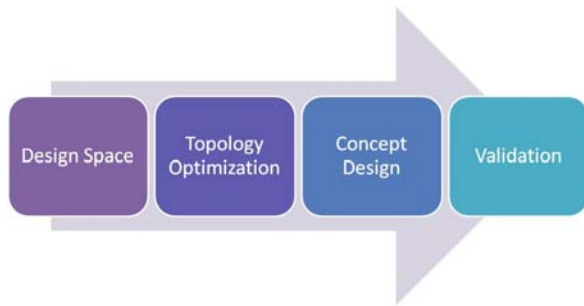 Design Space
Topology
Optimization
Concept
Design
Validation